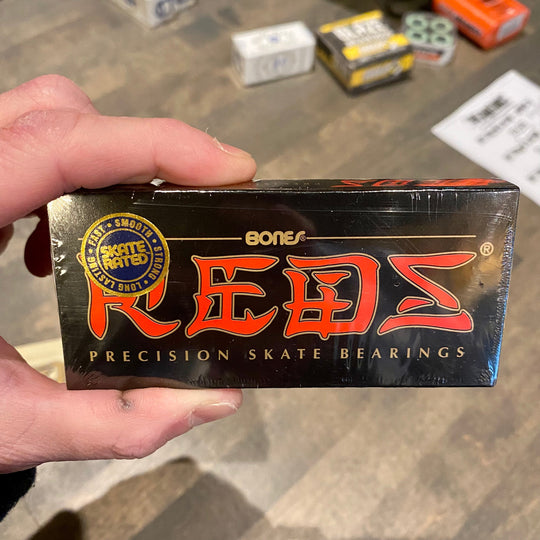 BONES®
REDS®
PRECISION SKATE BEARINGS
FAST • SMOOTH • STRONG • LONG LASTING •
SKATE
RATED